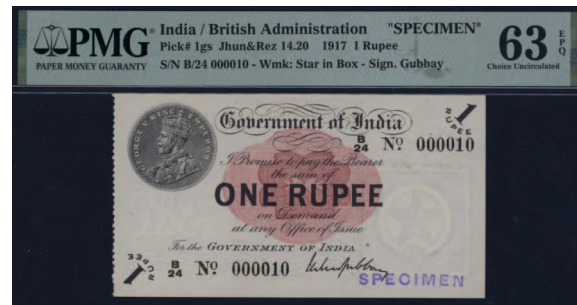 PMG
PAPER MONEY GUARANTY
India / British Administration "SPECIMEN"
Pick# 1gs Jhun&Rez 14.20 1917 1 Rupee
S/N B/24 000010 - Wmk: Star in Box - Sign. Gubbay
63 EPQ
Choice Uncirculated
GEORGE V KING EMPEROR
Government of India
1 RUPEE
B/24 Nº 000010
I Promise to pay the Bearer
the sum of
ONE RUPEE
on Demand
at any Office of Issue
For the GOVERNMENT OF INDIA
1 RUPEE
B/24 Nº 000010
SPECIMEN